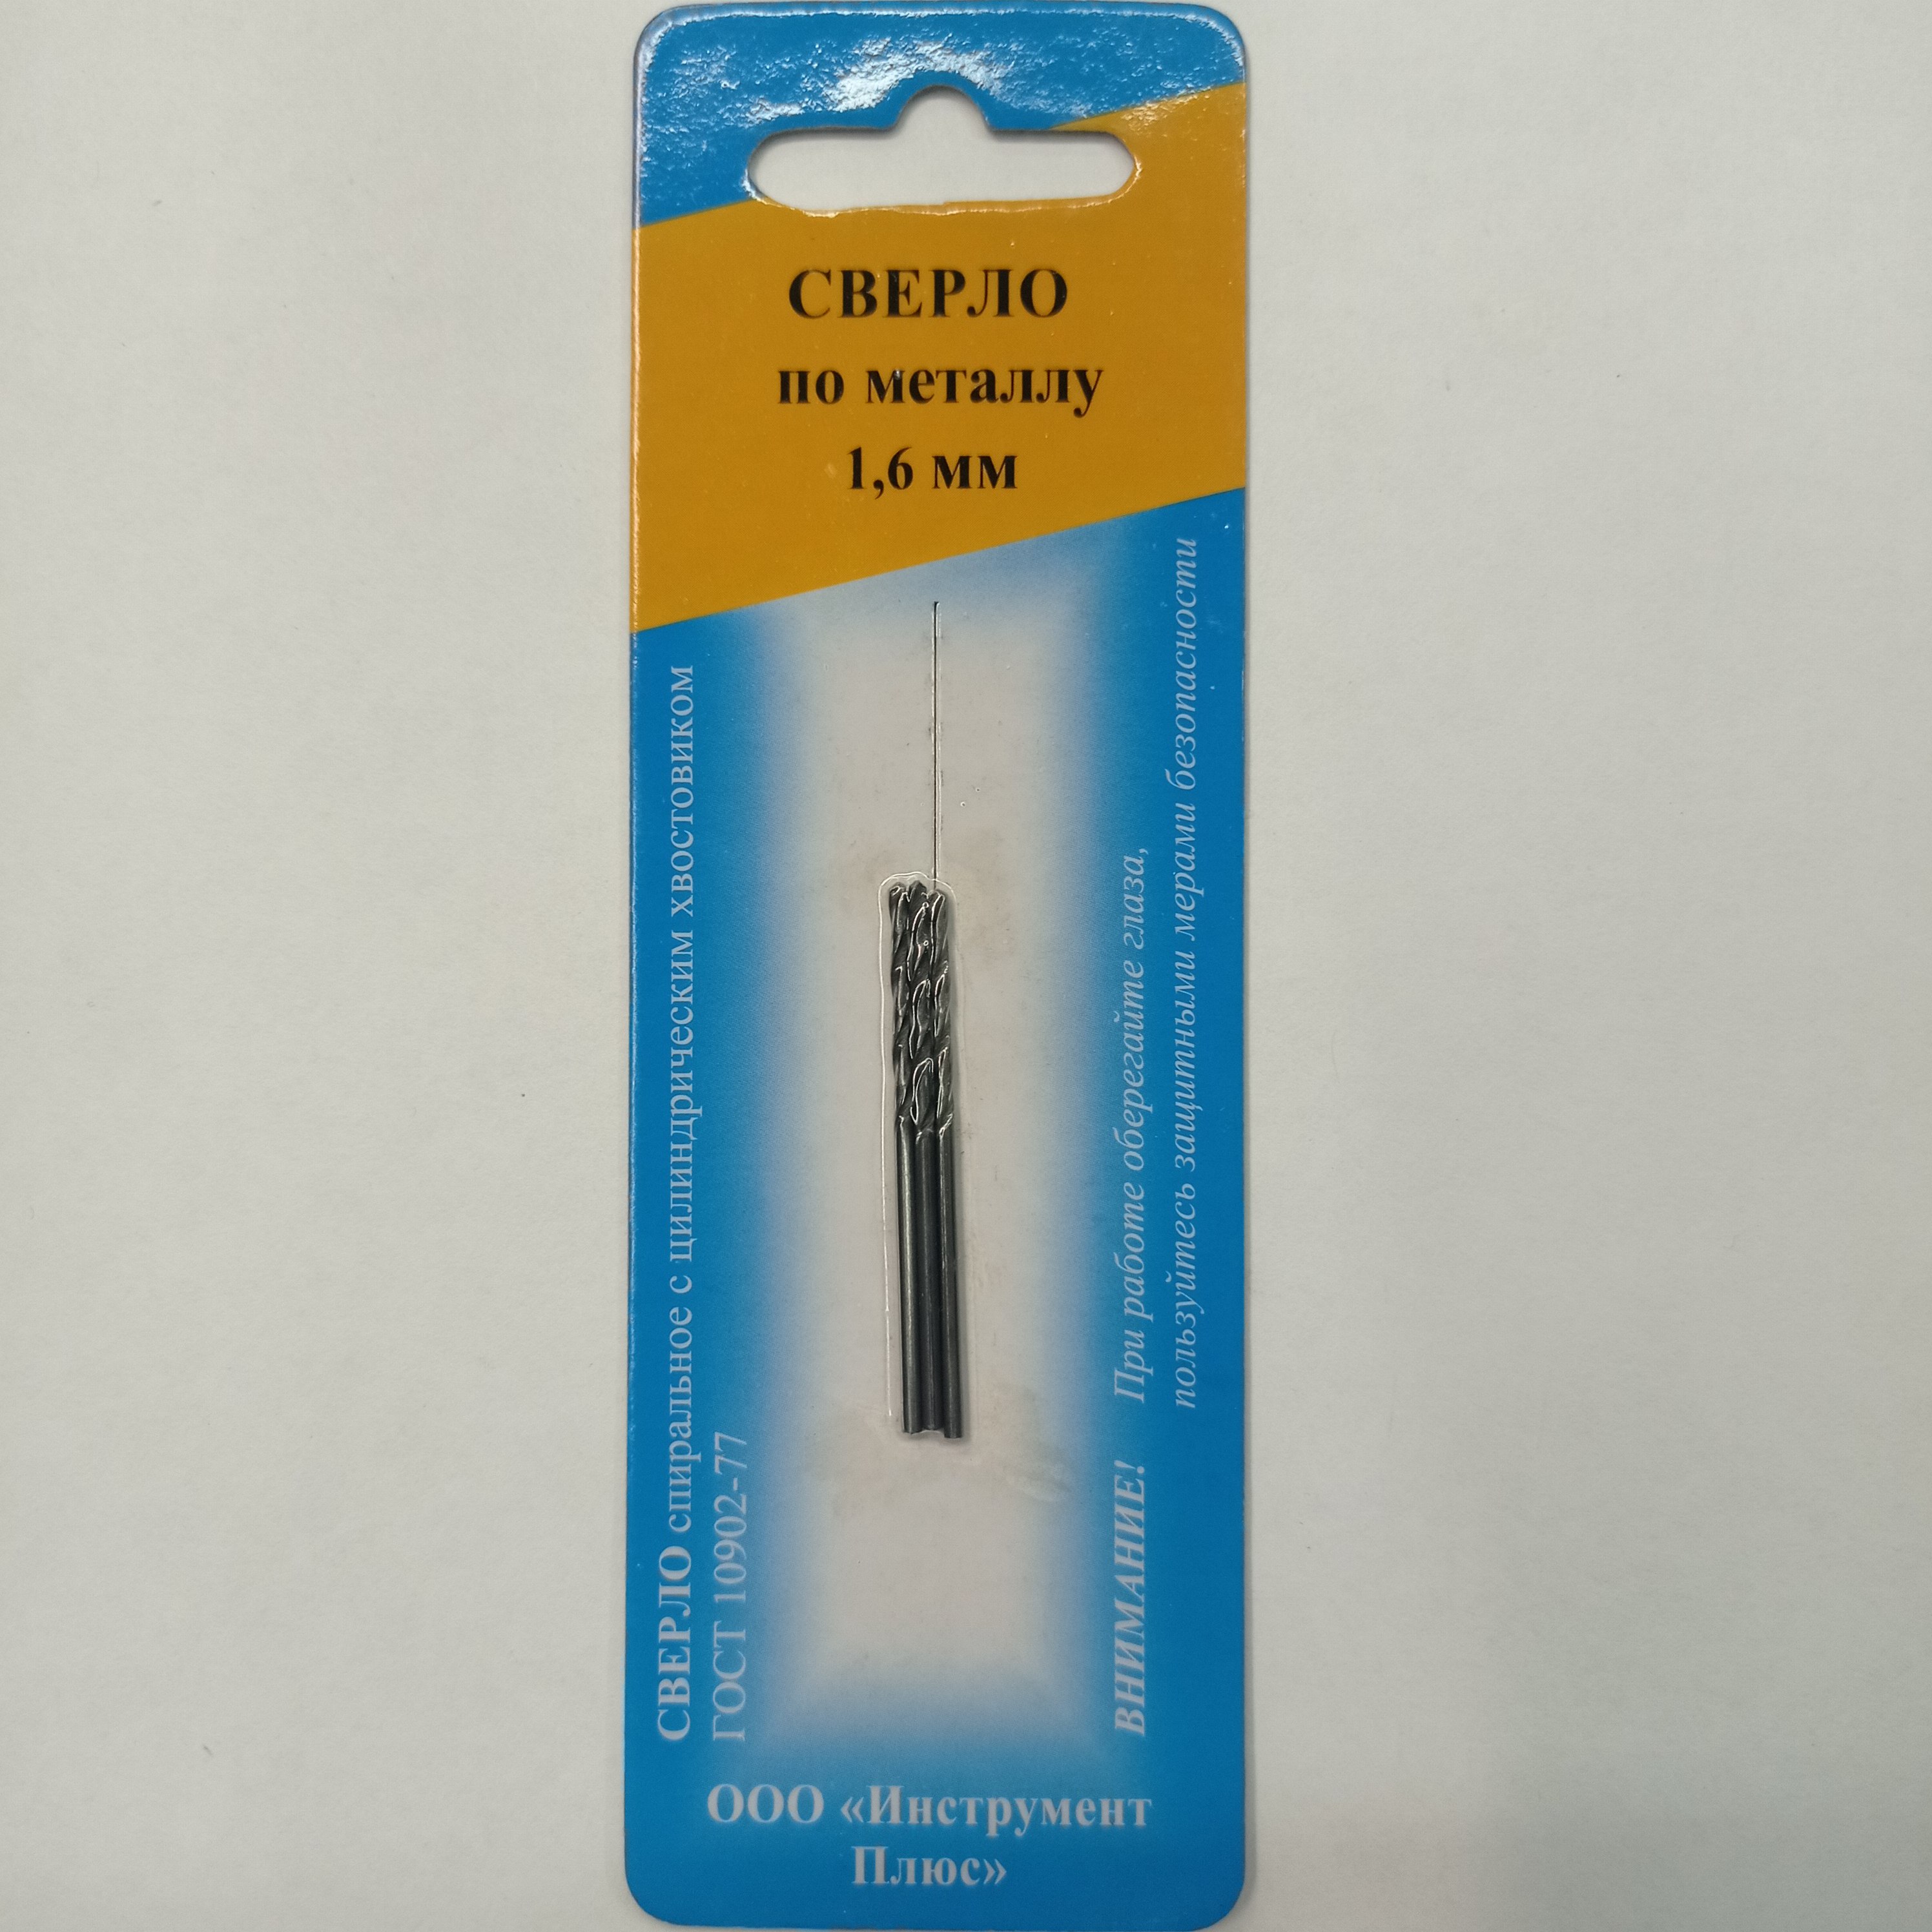 СВЕРЛО
по металлу
1,6 мм
СВЕРЛО спиральное с цилиндрическим хвостовиком
ГОСТ 10902-77
ВНИМАНИЕ! При работе оберегайте глаза,
пользуйтесь защитными мерами безопасности
ООО «Инструмент
Плюс»